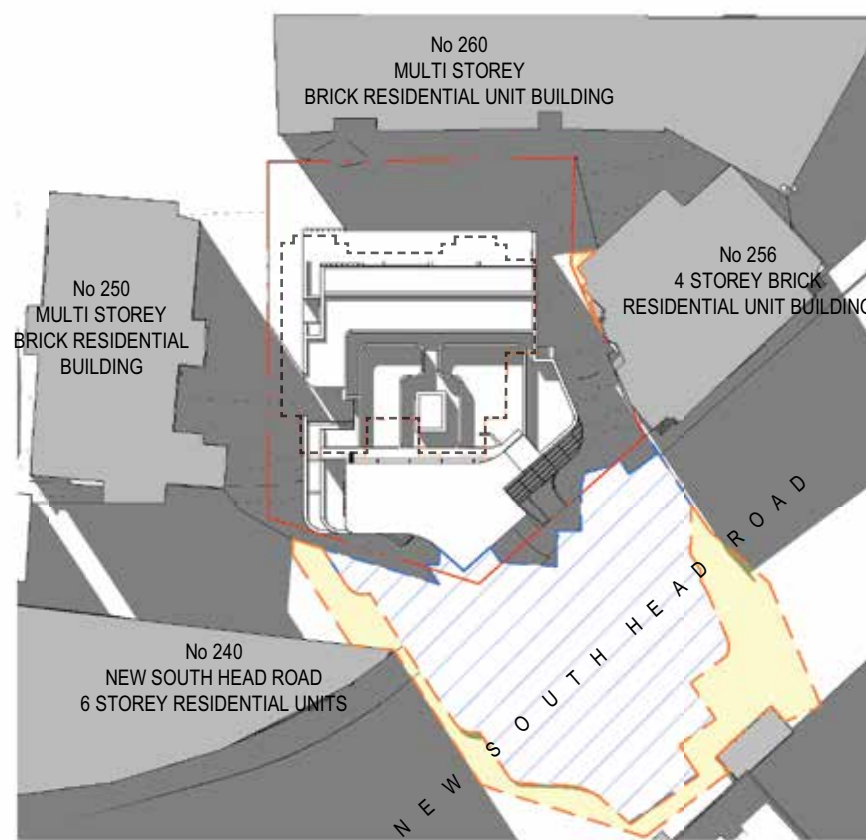 No 260
MULTI STOREY
BRICK RESIDENTIAL UNIT BUILDING
No 256
4 STOREY BRICK
RESIDENTIAL UNIT BUILDING
No 250
MULTI STOREY
BRICK RESIDENTIAL
BUILDING
No 240
NEW SOUTH HEAD ROAD
6 STOREY RESIDENTIAL UNITS
NEW SOUTH HEAD ROAD